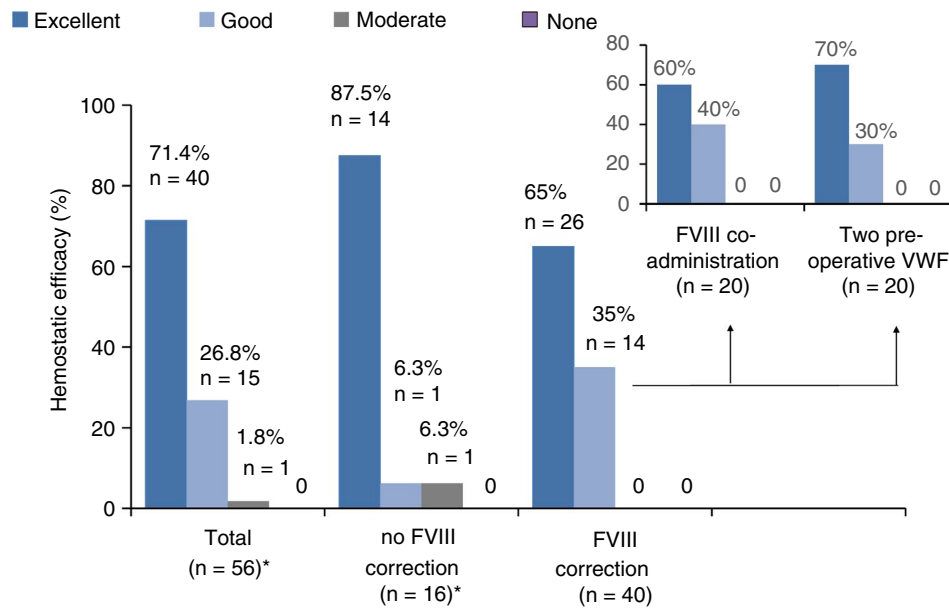 Excellent Good Moderate None
Hemostatic efficacy (%)
100
80
60
40
20
0
71.4%
n = 40
26.8%
n = 15
1.8%
n = 1
0
87.5%
n = 14
6.3%
n = 1
6.3%
n = 1
0
65%
n = 26
35%
n = 14
0 0
Total
(n = 56)*
no FVIII
correction
(n = 16)*
FVIII
correction
(n = 40)
80
60
40
20
0
60%
40%
0 0
70%
30%
0 0
FVIII co-
administration
(n = 20)
Two pre-
operative VWF
(n = 20)